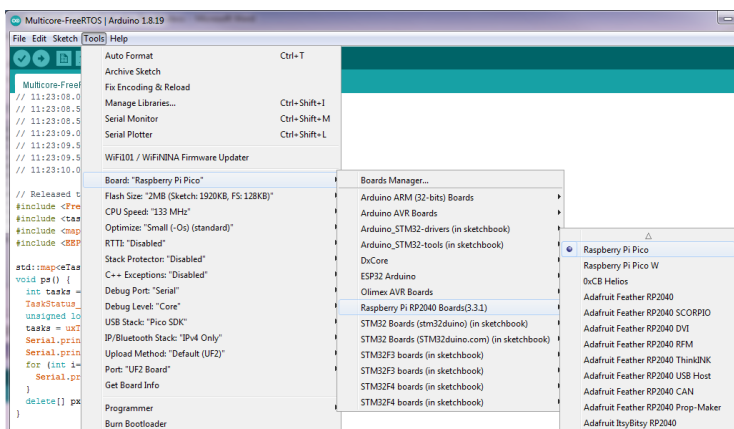 Multicore-FreeRTOS | Arduino 1.8.19
File Edit Sketch Tools Help
Multicore-FreeR
// 11:23:08.0
// 11:23:08.5
// 11:23:08.5
// 11:23:09.0
// 11:23:09.5
// 11:23:09.5
// 11:23:10.0
// Released t
#include <Fre
#include <tas
#include <map
#include <EEP
std::map<eTas
void ps() {
int tasks =
TaskStatus_
unsigned lo
tasks = uxT
Serial.prin
Serial.prin
for (int i=
Serial.pr
}
delete[] px
}
Auto Format Ctrl+T
Archive Sketch
Fix Encoding & Reload
Manage Libraries... Ctrl+Shift+I
Serial Monitor Ctrl+Shift+M
Serial Plotter Ctrl+Shift+L
WiFi101 / WiFiNINA Firmware Updater
Board: "Raspberry Pi Pico"
Flash Size: "2MB (Sketch: 1920KB, FS: 128KB)"
CPU Speed: "133 MHz"
Optimize: "Small (-Os) (standard)"
RTTI: "Disabled"
Stack Protector: "Disabled"
C++ Exceptions: "Disabled"
Debug Port: "Serial"
Debug Level: "Core"
USB Stack: "Pico SDK"
IP/Bluetooth Stack: "IPv4 Only"
Upload Method: "Default (UF2)"
Port: "UF2 Board"
Get Board Info
Programmer
Burn Bootloader
Boards Manager...
Arduino ARM (32-bits) Boards
Arduino AVR Boards
Arduino_STM32-drivers (in sketchbook)
Arduino_STM32-tools (in sketchbook)
DxCore
ESP32 Arduino
Olimex AVR Boards
Raspberry Pi RP2040 Boards(3.3.1)
STM32 Boards (stm32duino) (in sketchbook)
STM32 Boards (STM32duino.com) (in sketchbook)
STM32F3 boards (in sketchbook)
STM32F3 boards (in sketchbook)
STM32F4 boards (in sketchbook)
STM32F4 boards (in sketchbook)
Raspberry Pi Pico
Raspberry Pi Pico W
0xCB Helios
Adafruit Feather RP2040
Adafruit Feather RP2040 SCORPIO
Adafruit Feather RP2040 DVI
Adafruit Feather RP2040 RFM
Adafruit Feather RP2040 ThinkINK
Adafruit Feather RP2040 USB Host
Adafruit Feather RP2040 CAN
Adafruit Feather RP2040 Prop-Maker
Adafruit ItsyBitsy RP2040